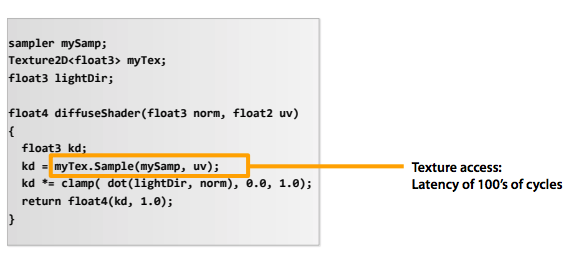 sampler mySamp;
Texture2D<float3> myTex;
float3 lightDir;
float4 diffuseShader(float3 norm, float2 uv)
{
float3 kd;
kd = myTex.Sample(mySamp, uv);
kd *= clamp( dot(lightDir, norm), 0.0, 1.0);
return float4(kd, 1.0);
}
Texture access:
Latency of 100's of cycles